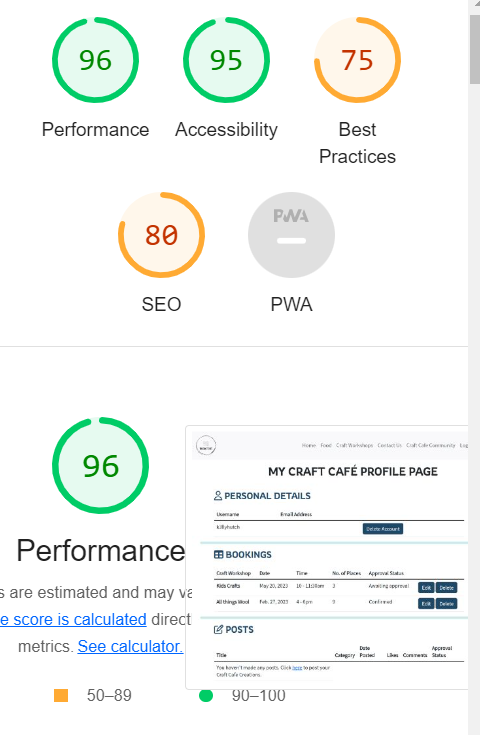 96 95 75
Performance Accessibility Best
Practices
80 PWA
SEO PWA
96
Performance
s are estimated and may va
e score is calculated direct
metrics. See calculator.
50–89 90–100
Home Food Craft Workshops Contact Us Craft Cafe Community Log
MY CRAFT CAFÉ PROFILE PAGE
PERSONAL DETAILS
Username Email Address
killyhatch Delete Account
BOOKINGS
Craft Workshop Date Time No. of Places Approval Status
Kids Crafts May 20, 2023 10 - 11:30am 3 Awaiting approval Edit Delete
All things Wool Feb. 27, 2023 4 - 6pm Confirmed Edit Delete
POSTS
Title Category Date Posted Likes Comments Approval Status
You haven't made any posts. Click here to post your
Craft Cafe Creations.